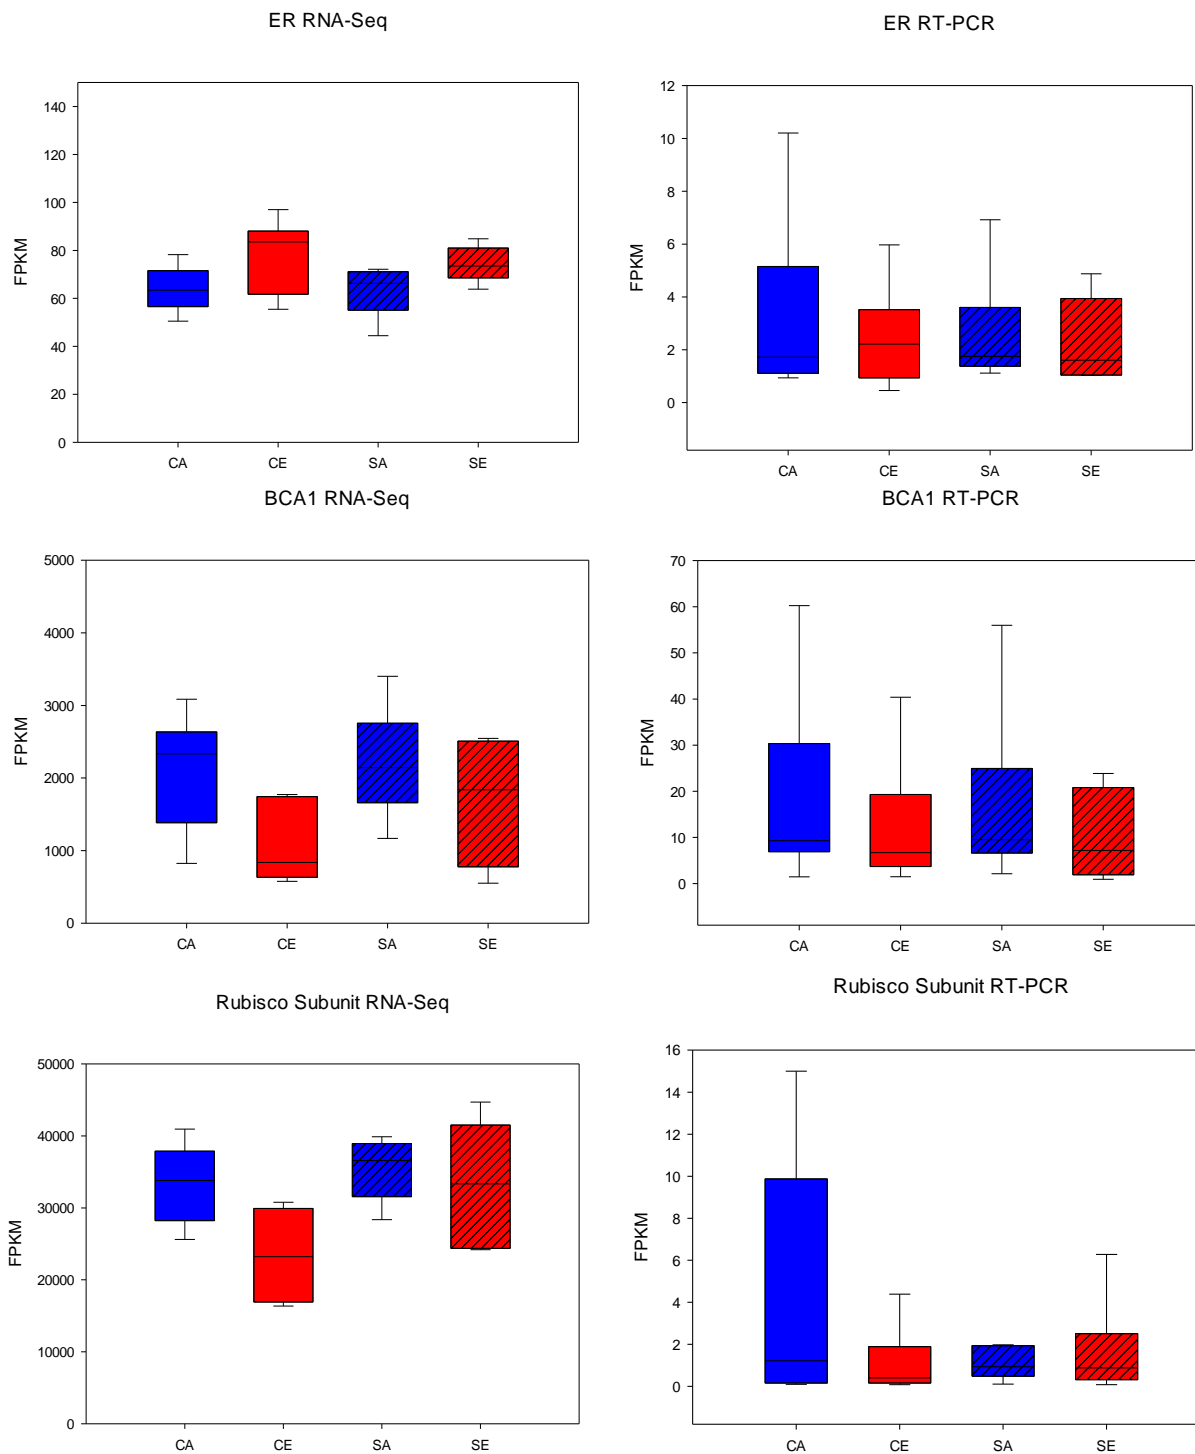 ER RNA-Seq
FPKM
140
120
100
80
60
40
20
0
CA CE SA SE
ER RT-PCR
FPKM
12
10
8
6
4
2
0
CA CE SA SE
BCA1 RNA-Seq
FPKM
5000
4000
3000
2000
1000
0
CA CE SA SE
BCA1 RT-PCR
FPKM
70
60
50
40
30
20
10
0
CA CE SA SE
Rubisco Subunit RNA-Seq
FPKM
50000
40000
30000
20000
10000
0
CA CE SA SE
Rubisco Subunit RT-PCR
FPKM
16
14
12
10
8
6
4
2
0
CA CE SA SE